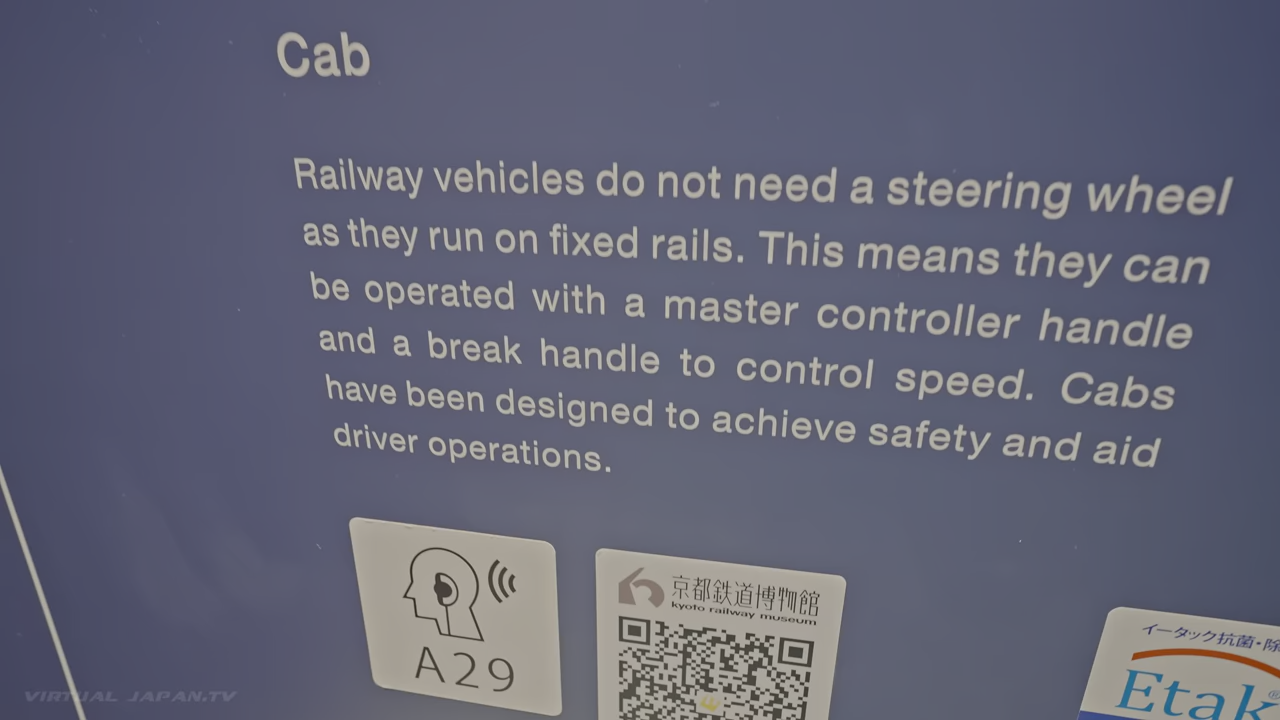 Cab
Railway vehicles do not need a steering wheel
as they run on fixed rails. This means they can
be operated with a master controller handle
and a break handle to control speed. Cabs
have been designed to achieve safety and aid
driver operations.
A29
京都鉄道博物館
kyoto railway museum
イータック抗菌・除
Etak®
VIRTUAL JAPAN.TV